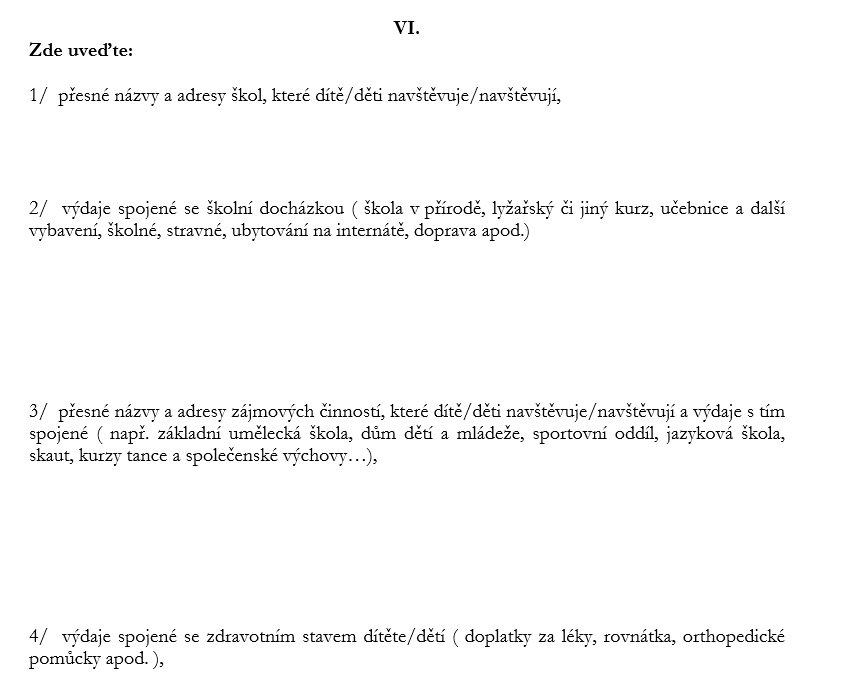 VI.
Zde uveďte:
1/ přesné názvy a adresy škol, které dítě/děti navštěvuje/navštěvují,
2/ výdaje spojené se školní docházkou ( škola v přírodě, lyžařský či jiný kurz, učebnice a další
vybavení, školné, stravné, ubytování na internátě, doprava apod.)
3/ přesné názvy a adresy zájmových činností, které dítě/děti navštěvuje/navštěvují a výdaje s tím
spojené ( např. základní umělecká škola, dům dětí a mládeže, sportovní oddíl, jazyková škola,
skaut, kurzy tance a společenské výchovy…),
4/ výdaje spojené se zdravotním stavem dítěte/dětí ( doplatky za léky, rovnátka, orthopedické
pomůcky apod. ),